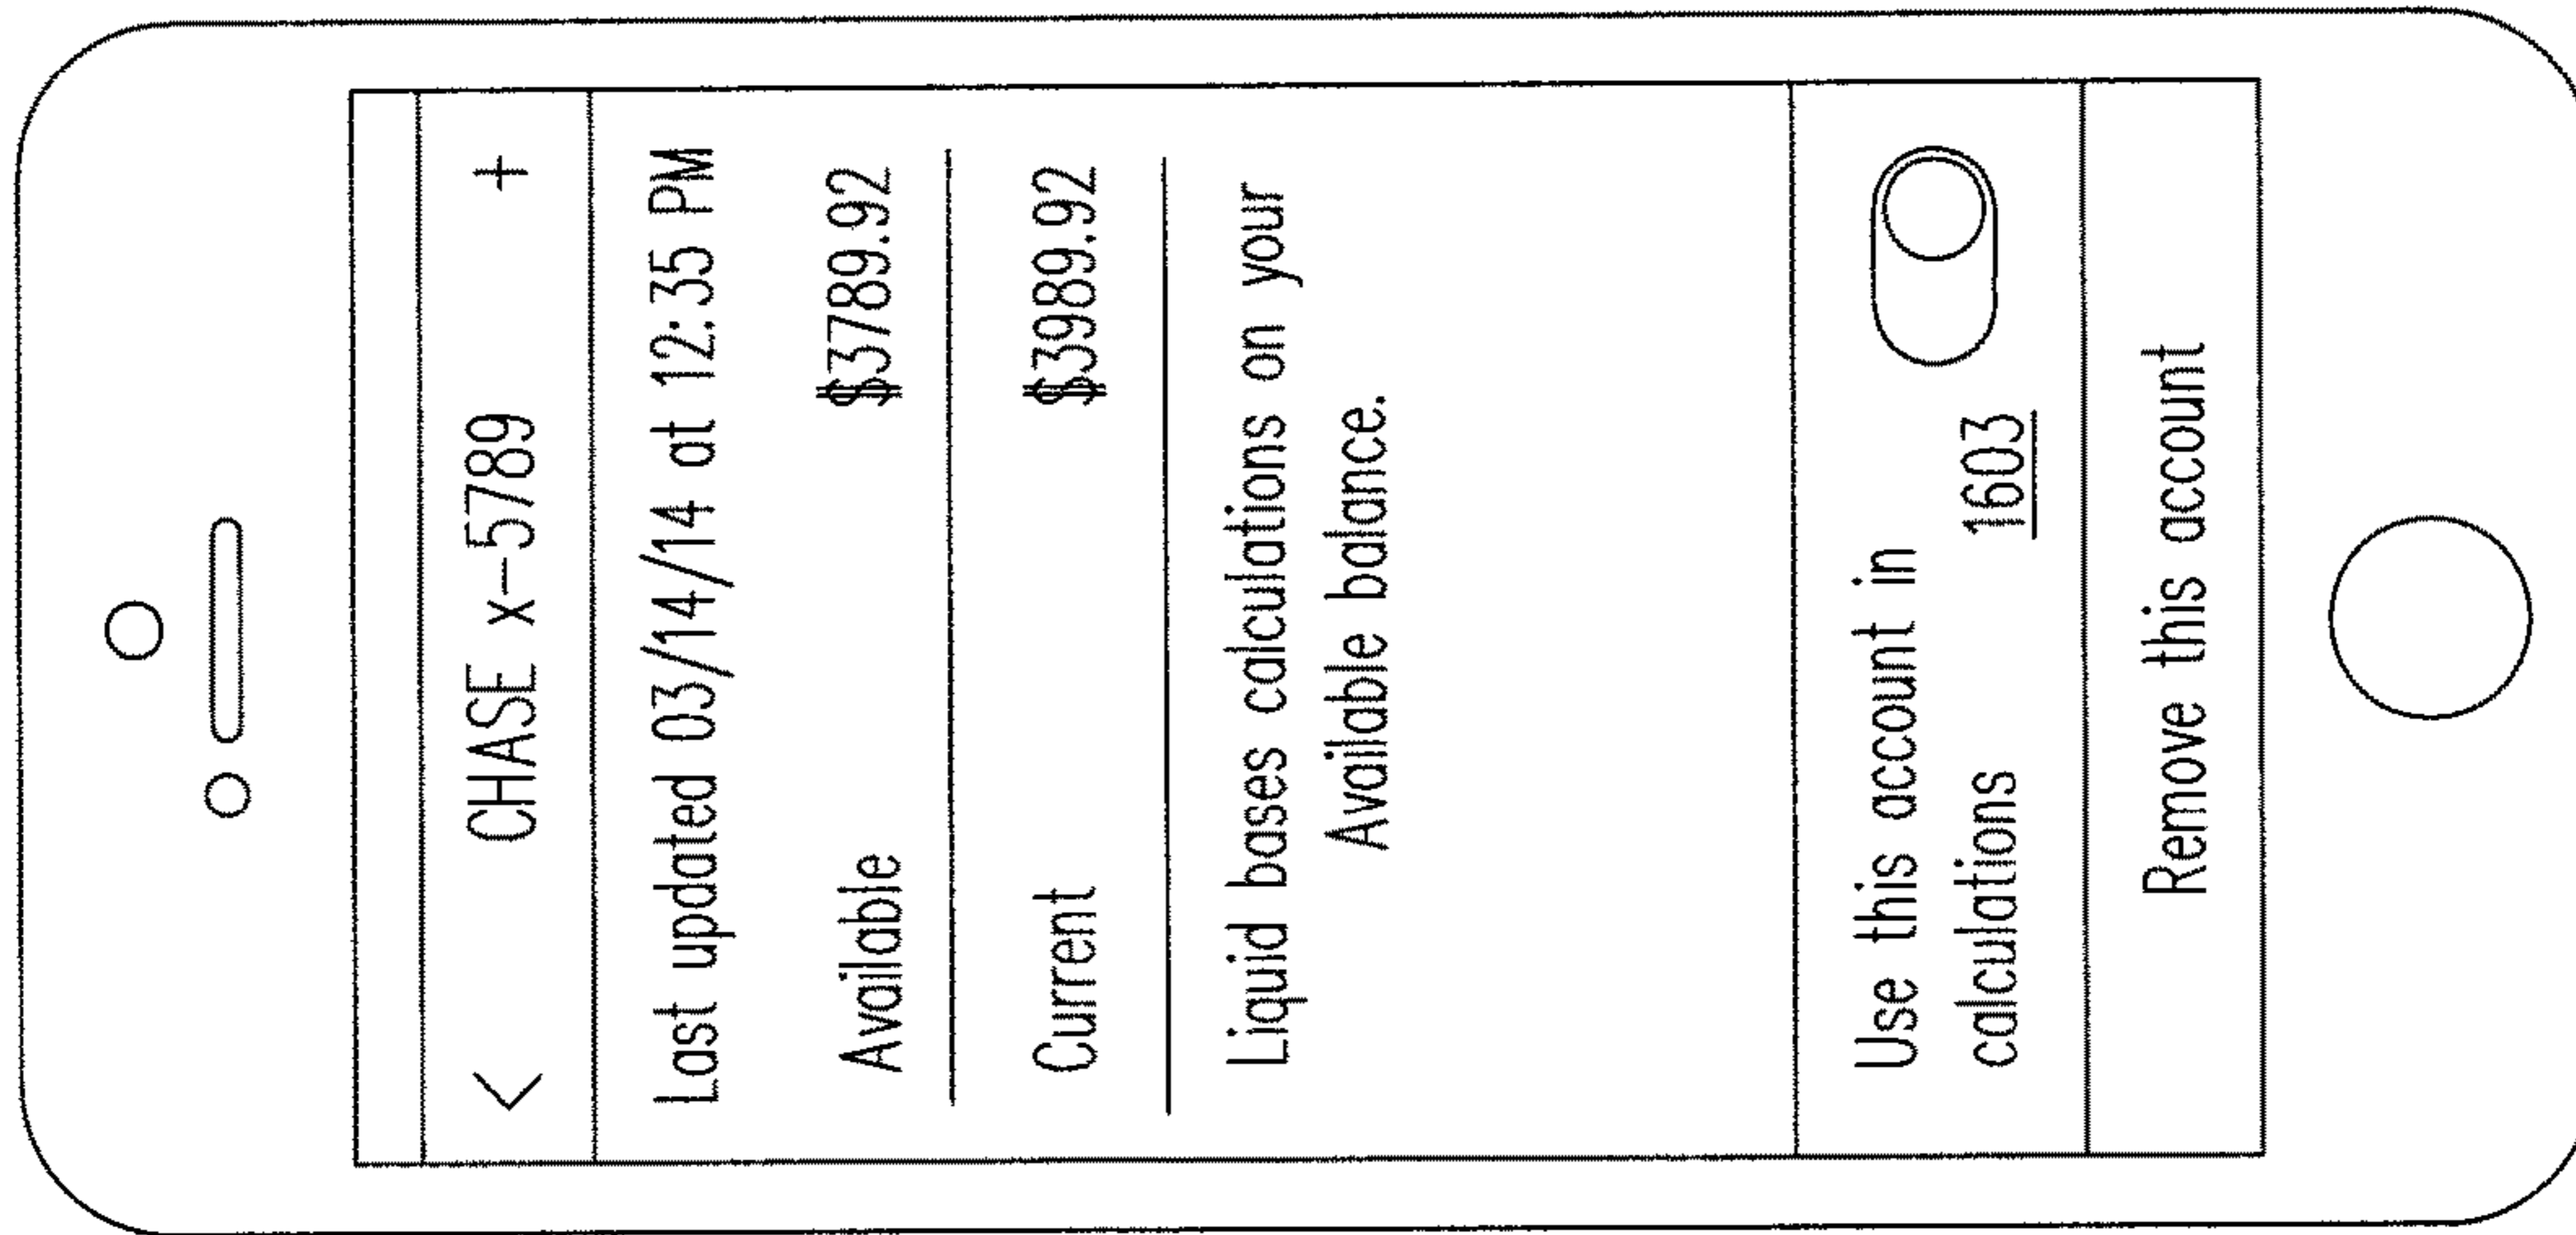 < CHASE x-5789 +
Last updated 03/14/14 at 12:35 PM
Available $3789.92
Current $3989.92
Liquid bases calculations on your
Available balance.
Use this account in
calculations 1603
Remove this account